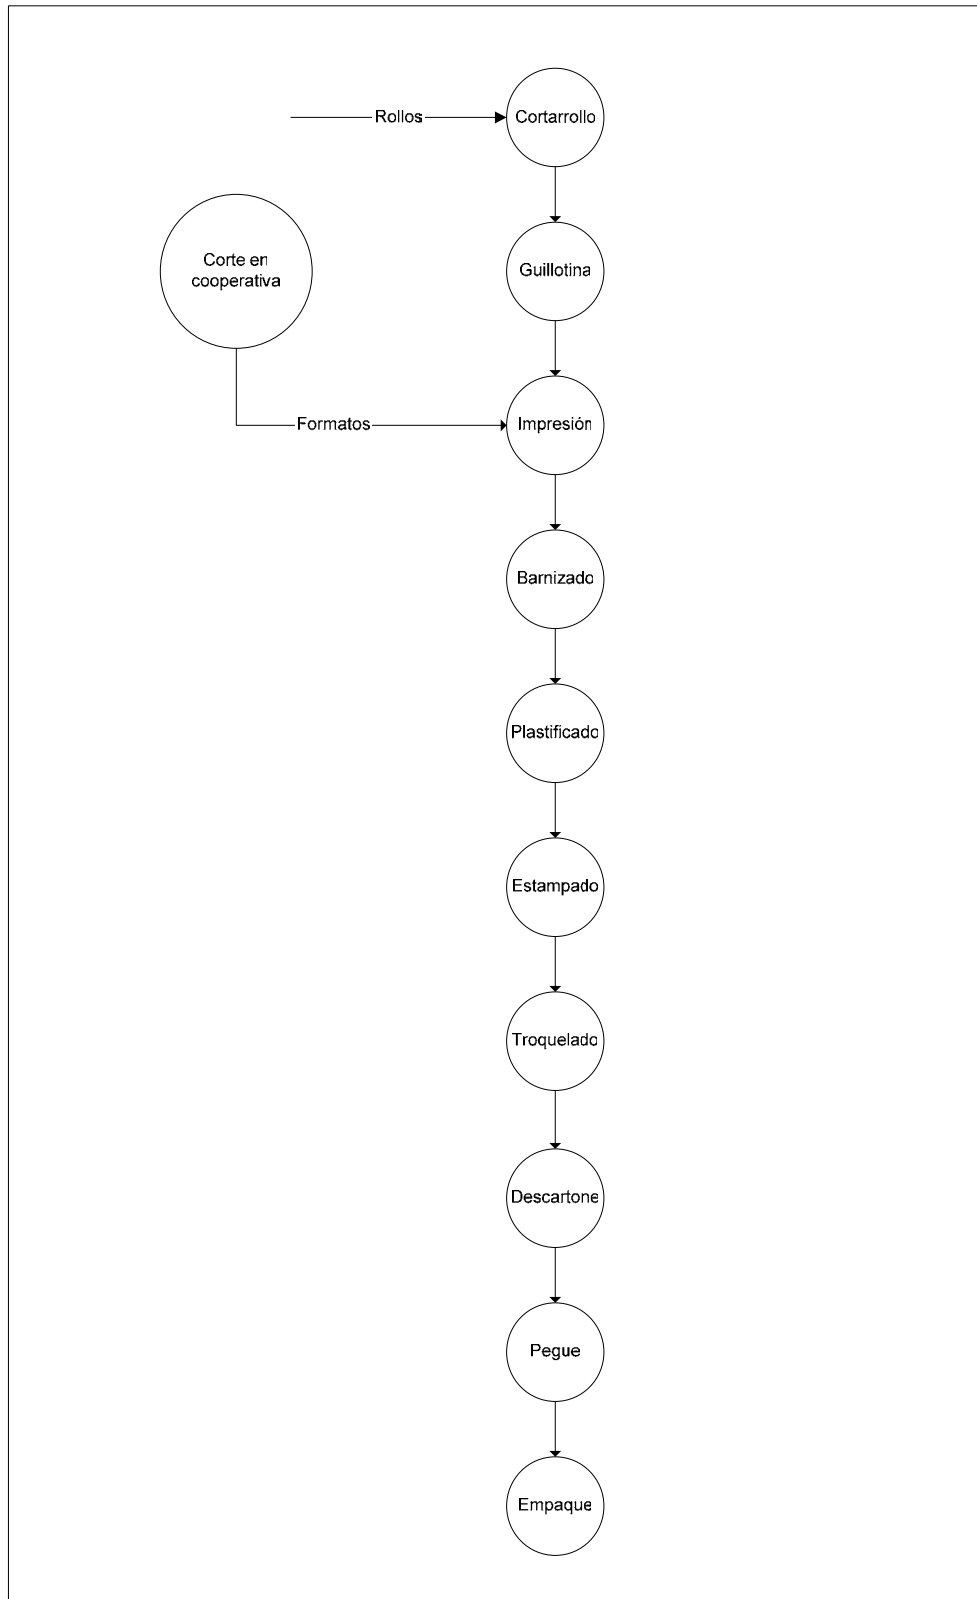 Rollos
Cortarrollo
Corte en
cooperativa
Guillotina
Formatos
Impresión
Barnizado
Plastificado
Estampado
Troquelado
Descartone
Pegue
Empaque